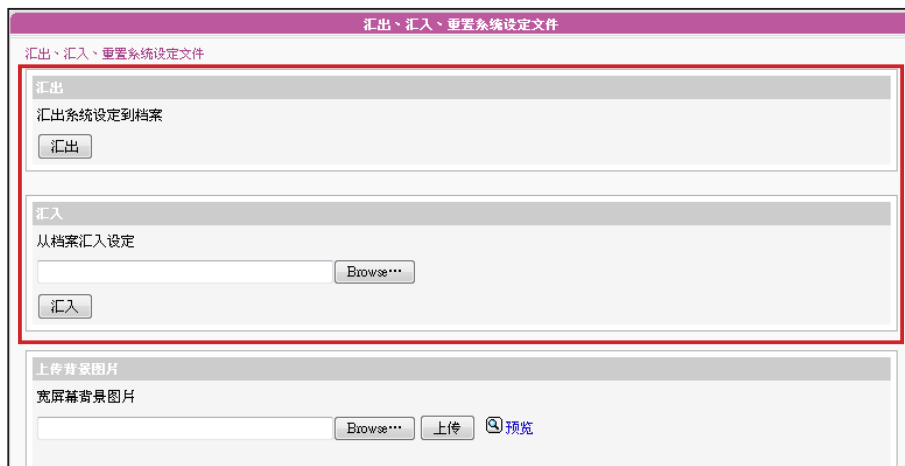 汇出、汇入、重置系统设定文件
汇出、汇入、重置系统设定文件
汇出
汇出系统设定到档案
汇出
汇入
从档案汇入设定
Browse…
汇入
上传背景图片
宽屏幕背景图片
Browse… 上传 预览